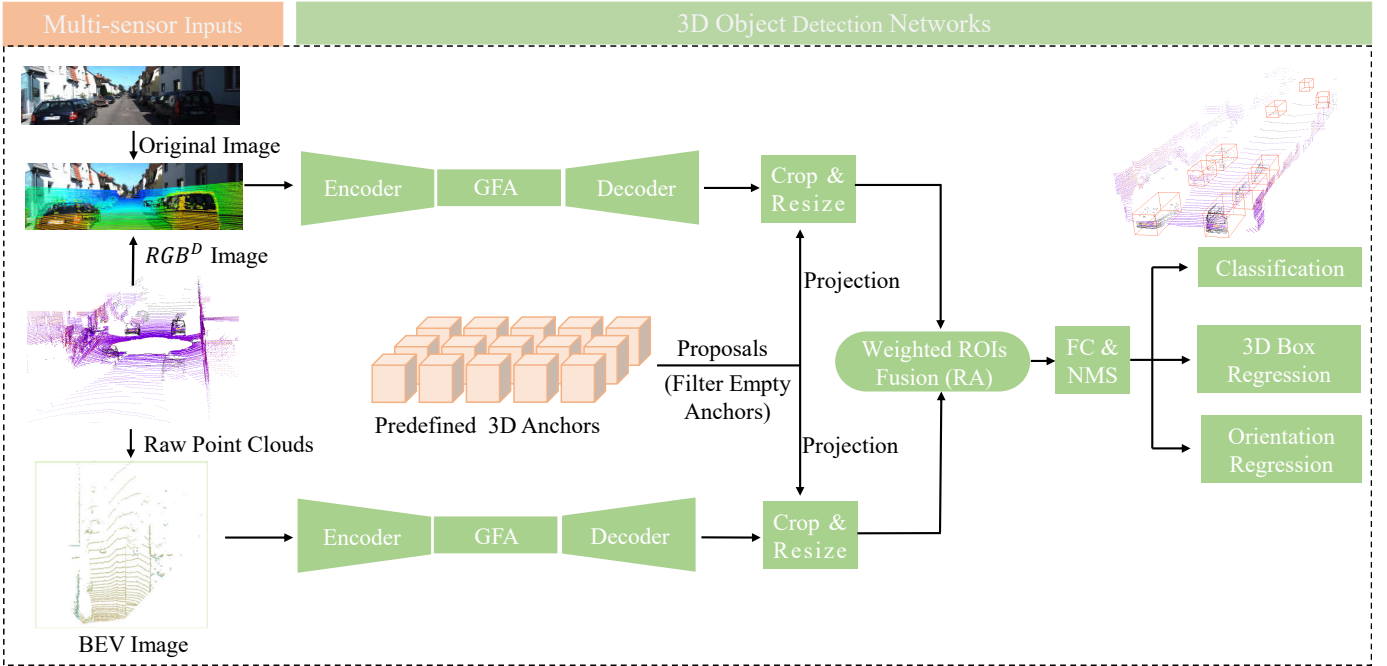 Multi-sensor Inputs
3D Object Detection Networks
Original Image
RGB^D Image
Raw Point Clouds
BEV Image
Encoder
GFA
Decoder
Crop &
Resize
Projection
Predefined 3D Anchors
Proposals
(Filter Empty
Anchors)
Projection
Encoder
GFA
Decoder
Crop &
Resize
Weighted ROIs
Fusion (RA)
FC &
NMS
Classification
3D Box
Regression
Orientation
Regression